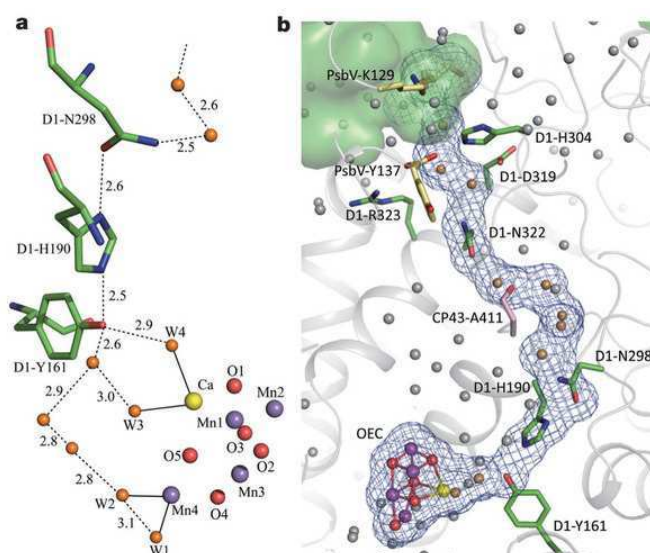 a
2.6
D1-N298
2.5
2.6
D1-H190
2.5
2.9
W4
D1-Y161
2.6
Ca
O1
Mn2
2.9
3.0
W3
Mn1
O3
2.8
O5
O2
Mn3
2.8
W2
Mn4
O4
3.1
W1
b
PsbV-K129
D1-H304
PsbV-Y137
D1-D319
D1-R323
D1-N322
CP43-A411
D1-N298
D1-H190
OEC
D1-Y161